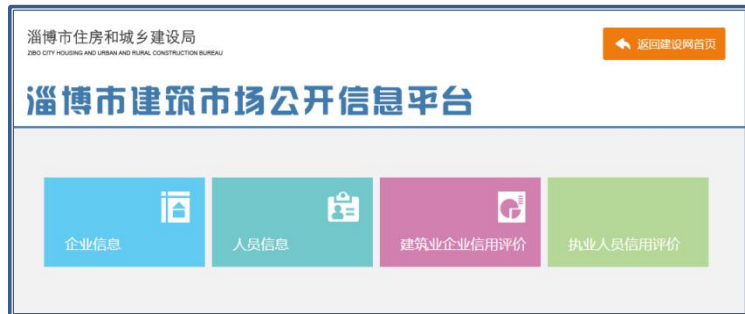 淄博市住房和城乡建设局
ZIBO CITY HOUSING AND URBAN AND RURAL CONSTRUCTION BUREAU
返回建设网首页
淄博市建筑市场公开信息平台
企业信息
人员信息
建筑业企业信用评价
执业人员信用评价